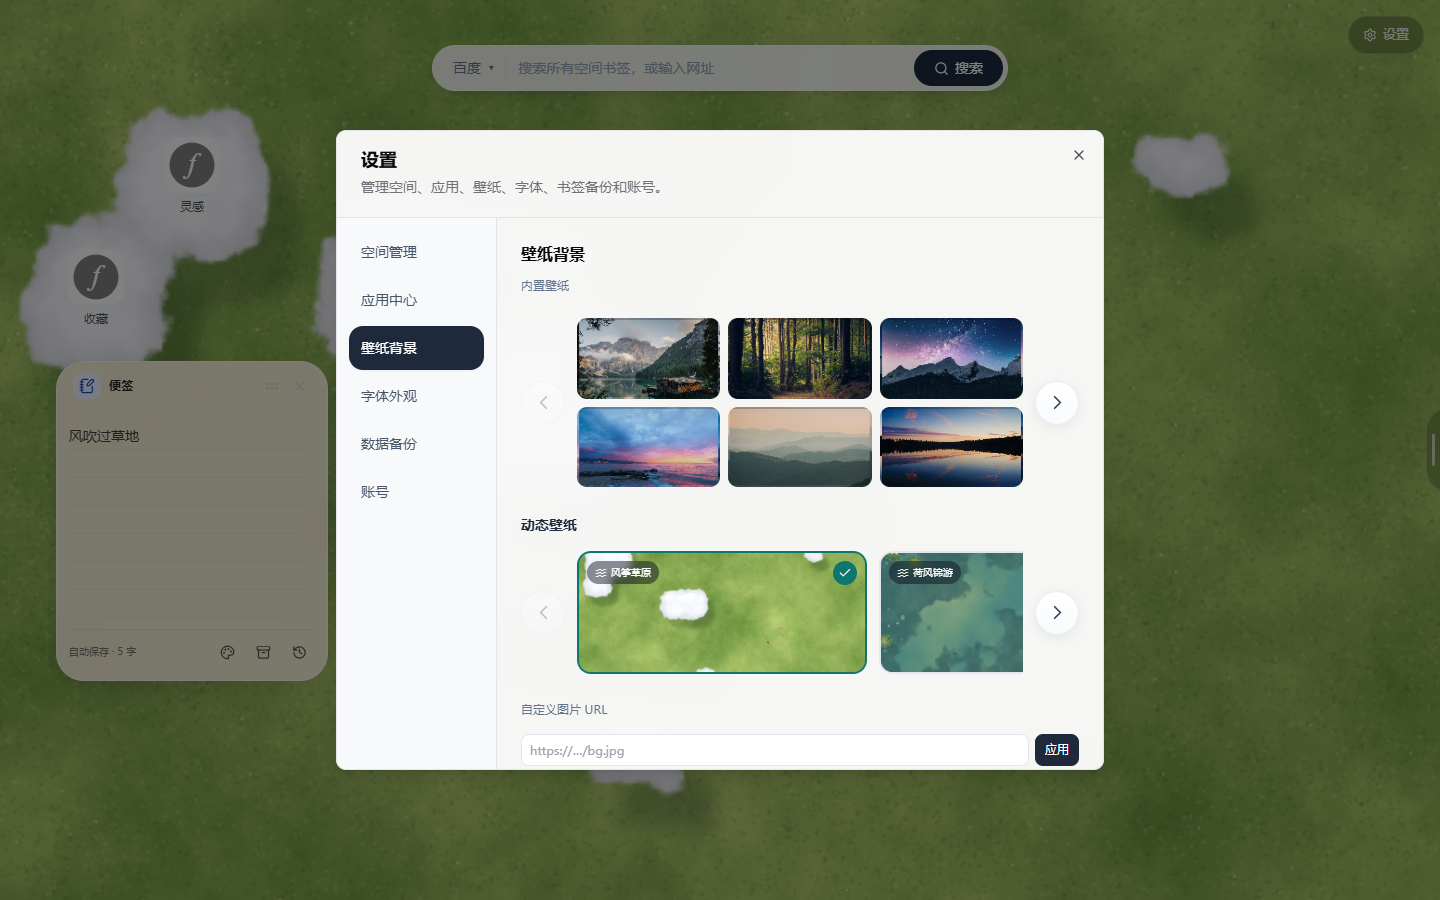 设置
百度
搜索所有空间书签，或输入网址
搜索
灵感
收藏
便签
风吹过草地
自动保存 · 5 字
设置
管理空间、应用、壁纸、字体、书签备份和账号。
空间管理
应用中心
壁纸背景
字体外观
数据备份
账号
壁纸背景
内置壁纸
动态壁纸
风筝草原
荷风锦游
自定义图片 URL
https://.../bg.jpg
应用